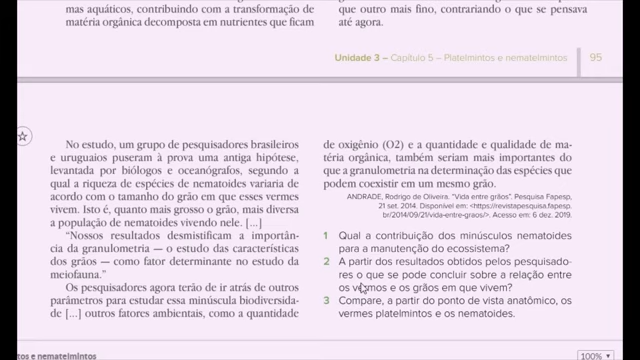 mas aquáticos, contribuindo com a transformação de
matéria orgânica decomposta em nutrientes que ficam
que outro mais fino, contrariando o que se pensava
até agora.
Unidade 3 – Capítulo 5 – Platelmintos e nematelmintos 95
No estudo, um grupo de pesquisadores brasileiros
e uruguaios puseram à prova uma antiga hipótese,
levantada por biólogos e oceanógrafos, segundo a
qual a riqueza de espécies de nematoides variaria de
acordo com o tamanho do grão em que esses vermes
vivem. Isto é, quanto mais grosso o grão, mais diversa
a população de nematoides vivendo nele. [...]
“Nossos resultados desmistificam a importân-
cia da granulometria — o estudo das características
dos grãos — como fator determinante no estudo da
meiofauna.”
Os pesquisadores agora terão de ir atrás de outros
parâmetros para estudar essa minúscula biodiversida-
de [...] outros fatores ambientais, como a quantidade
de oxigênio (O2) e a quantidade e qualidade de ma-
téria orgânica, também seriam mais importantes do
que a granulometria na determinação das espécies que
podem coexistir em um mesmo grão.
ANDRADE, Rodrigo de Oliveira. “Vida entre grãos”. Pesquisa Fapesp,
21 set. 2014. Disponível em: <https://revistapesquisa.fapesp.
br/2014/09/21/vida-entre-graos/>. Acesso em: 6 dez. 2019.
1 Qual a contribuição dos minúsculos nematoides
para a manutenção do ecossistema?
2 A partir dos resultados obtidos pelos pesquisado-
res o que se pode concluir sobre a relação entre
os vermos e os grãos em que vivem?
3 Compare, a partir do ponto de vista anatômico, os
vermes platelmintos e os nematoides.
tos e nematelmintos
100%